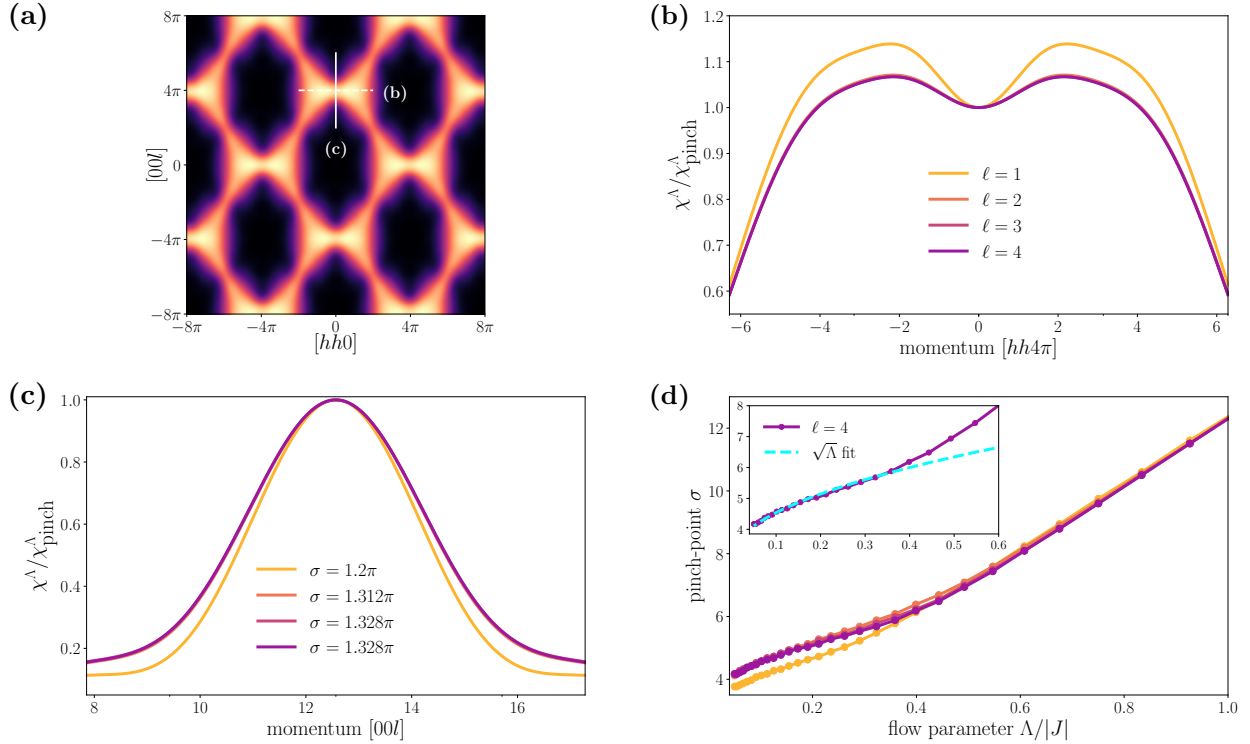 (a)
8π
4π
0
−4π
−8π
[00l]
(b)
(c)
−8π
−4π
0
4π
8π
[hh0]
(b)
1.2
1.1
1.0
0.9
0.8
0.7
0.6
χ^Λ/χ^Λ_pinch
ℓ = 1
ℓ = 2
ℓ = 3
ℓ = 4
−6
−4
−2
0
2
4
6
momentum [hh4π]
(c)
1.0
0.8
0.6
0.4
0.2
χ^Λ/χ^Λ_pinch
σ = 1.2π
σ = 1.312π
σ = 1.328π
σ = 1.328π
8
10
12
14
16
momentum [00l]
(d)
12
10
8
6
4
pinch-point σ
8
7
6
5
4
ℓ = 4
√Λ fit
0.1
0.2
0.3
0.4
0.5
0.6
0.2
0.4
0.6
0.8
1.0
flow parameter Λ/|J|